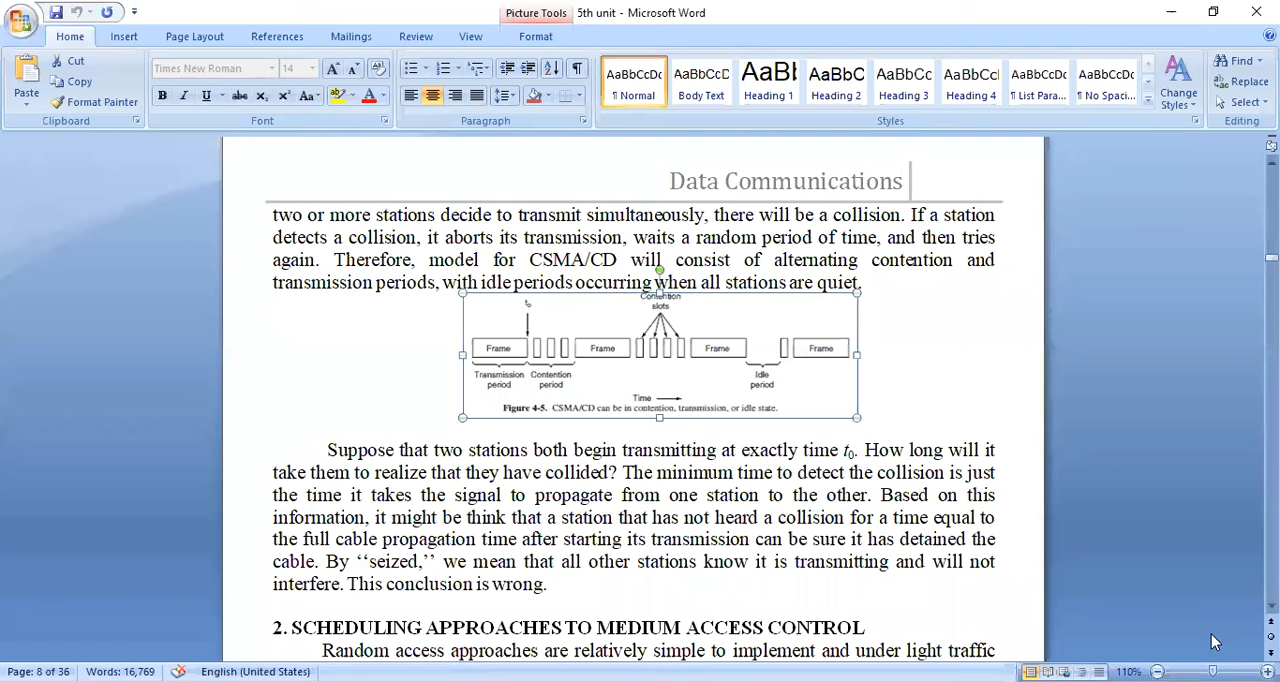 Picture Tools 5th unit - Microsoft Word
Home Insert Page Layout References Mailings Review View Format
Paste Cut Copy Format Painter
Times New Roman 14
AaBbCcDc AaBbCcD AaBl AaBbC AaBbCc AaBbCc AaBbCcDc AaBbCcDc
¶ Normal Body Text Heading 1 Heading 2 Heading 3 Heading 4 ¶ List Para... ¶ No Spaci...
Change Styles
Find
Replace
Select
Clipboard Font Paragraph Styles Editing
Data Communications
two or more stations decide to transmit simultaneously, there will be a collision. If a station
detects a collision, it aborts its transmission, waits a random period of time, and then tries
again. Therefore, model for CSMA/CD will consist of alternating contention and
transmission periods, with idle periods occurring when all stations are quiet.
t₀ Contention
slots
Frame Frame Frame Frame
Transmission period Contention period Idle period
Time
Figure 4-5. CSMA/CD can be in contention, transmission, or idle state.
Suppose that two stations both begin transmitting at exactly time t₀. How long will it
take them to realize that they have collided? The minimum time to detect the collision is just
the time it takes the signal to propagate from one station to the other. Based on this
information, it might be think that a station that has not heard a collision for a time equal to
the full cable propagation time after starting its transmission can be sure it has detained the
cable. By ‘‘seized,’’ we mean that all other stations know it is transmitting and will not
interfere. This conclusion is wrong.
2. SCHEDULING APPROACHES TO MEDIUM ACCESS CONTROL
Random access approaches are relatively simple to implement and under light traffic
Page: 8 of 36 Words: 16,769 English (United States) 110%